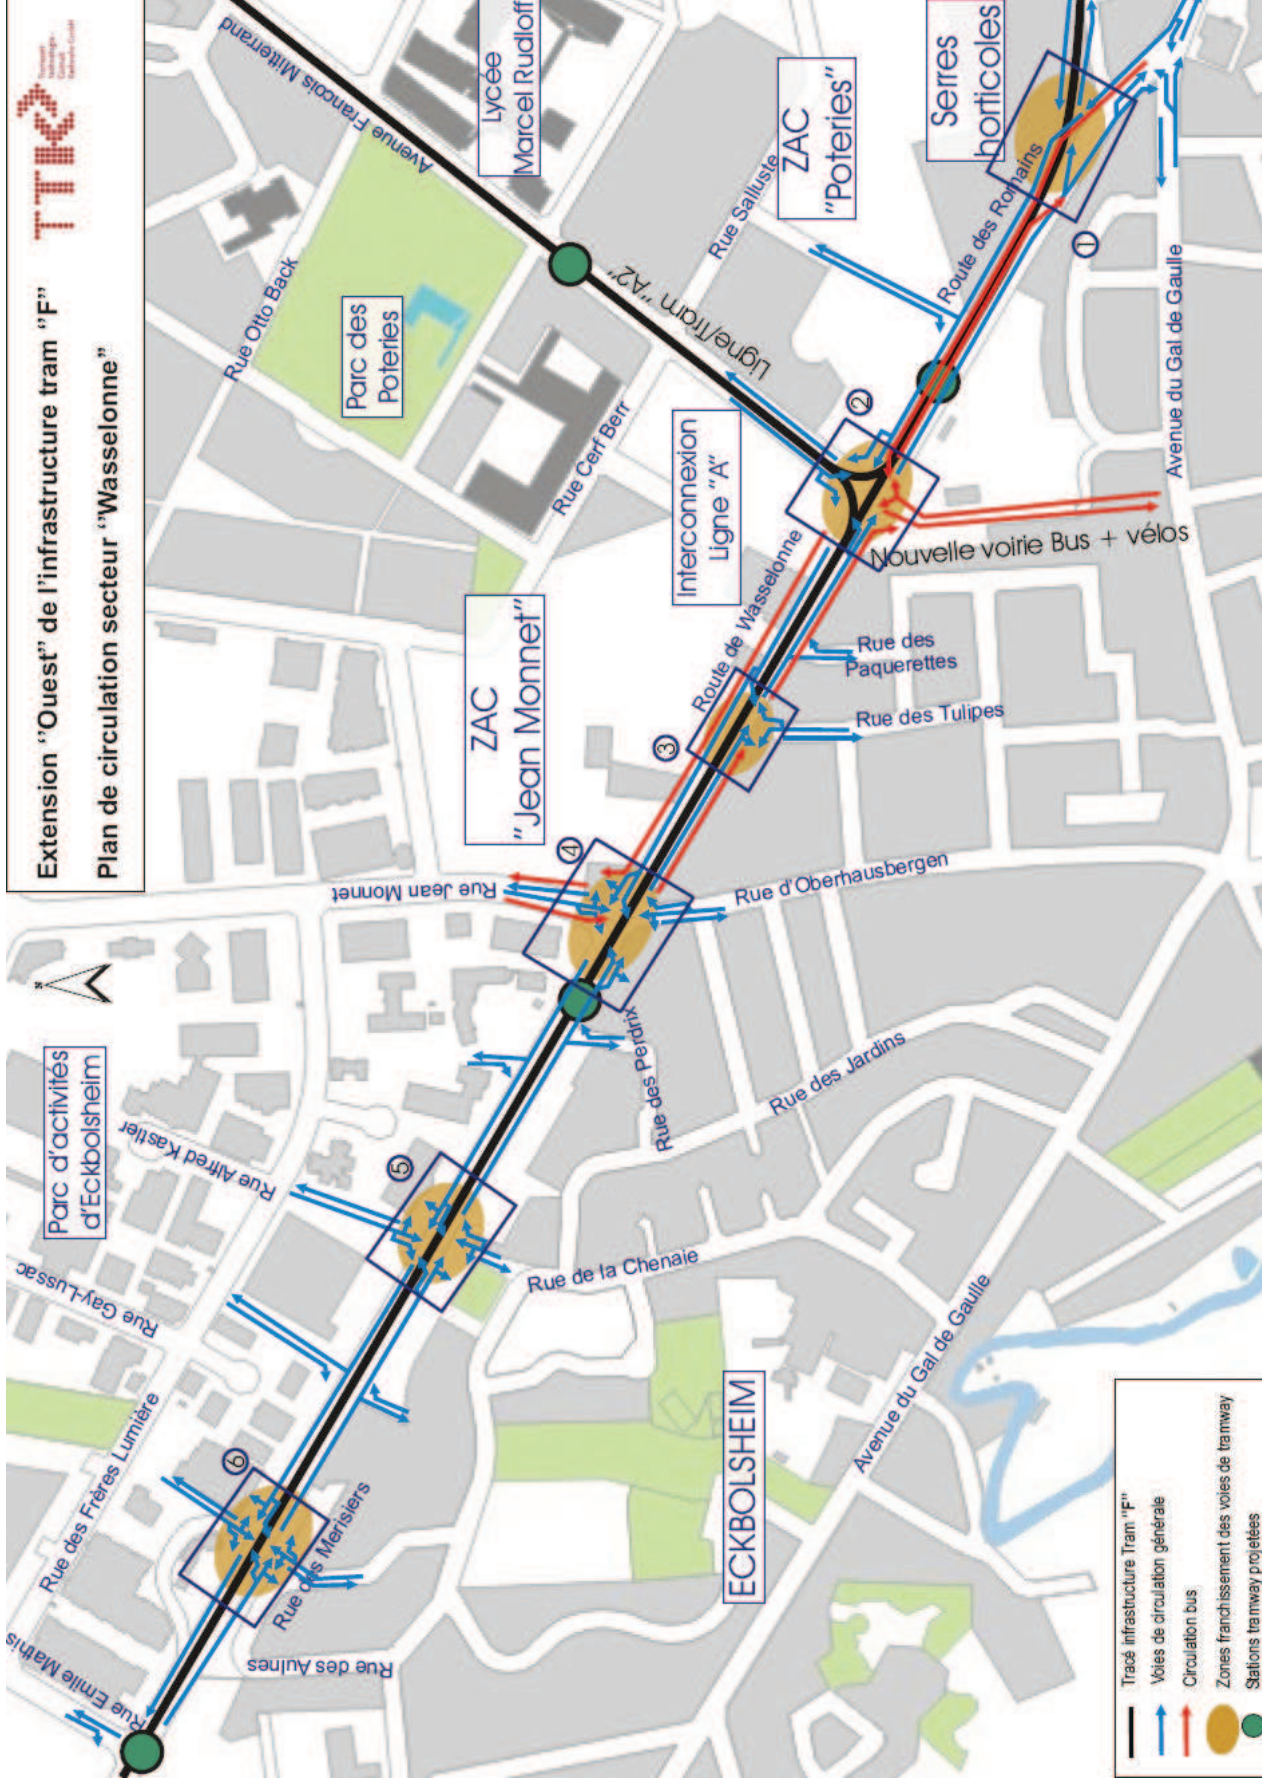 Extension "Ouest" de l'infrastructure tram "F"
Plan de circulation secteur "Wasselonne"
TTK
Transport
Technologie-
Consult
Karlsruhe GmbH
N
Avenue François Mitterrand
Lycée
Marcel Rudloff
Rue Otto Back
Parc des
Poteries
Ligne/Tram "A2"
Rue Salluste
ZAC
"Poteries"
Serres
horticoles
Route des Romains
1
Avenue du Gal de Gaulle
Rue Cerf Berr
Interconnexion
Ligne "A"
2
Nouvelle voirie Bus + vélos
ZAC
"Jean Monnet"
Route de Wasselonne
3
Rue des
Paquerettes
Rue des Tulipes
4
Rue Jean Monnet
Rue d'Oberhausbergen
Parc d'activités
d'Eckbolsheim
Rue Alfred Kastler
Rue des Perdrix
Rue des Jardins
5
Rue Gay-Lussac
Rue de la Chenaie
Rue des Frères Lumière
6
Rue des Merisiers
ECKBOLSHEIM
Avenue du Gal de Gaulle
Rue Emile Mathis
Rue des Aulnes
Tracé infrastructure Tram "F"
Voies de circulation générale
Circulation bus
Zones franchissement des voies de tramway
Stations tramway projetées